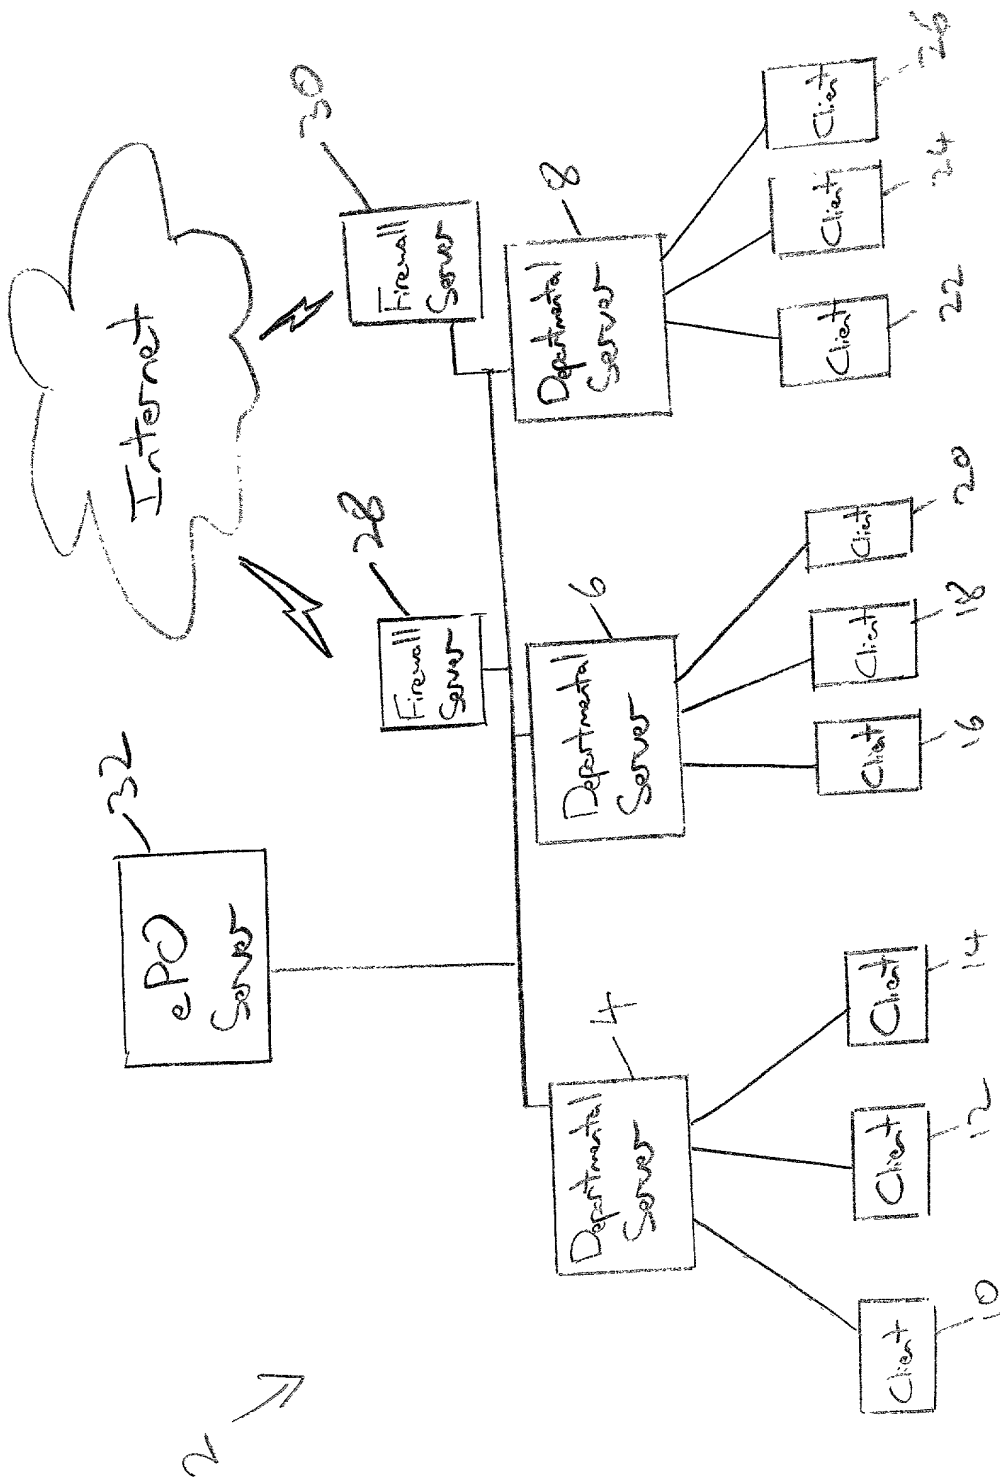 2
ePO
Server
32
Internet
Firewall
Server
28
Firewall
Server
30
Departmental
Server
4
Departmental
Server
6
Departmental
Server
8
Client
10
Client
12
Client
14
Client
16
Client
18
Client
20
Client
22
Client
24
Client
26